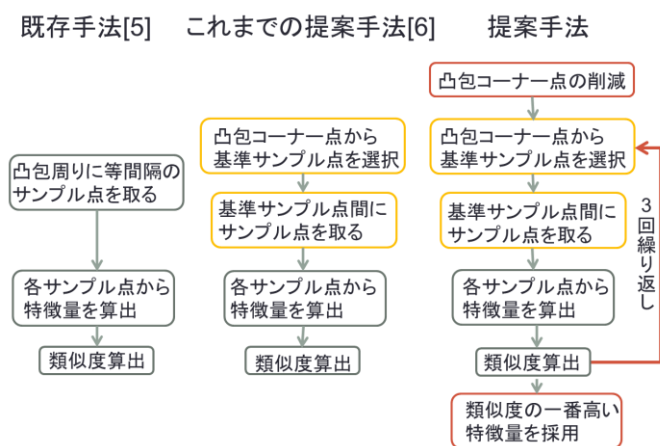 既存手法[5]
これまでの提案手法[6]
提案手法
凸包周りに等間隔の
サンプル点を取る
各サンプル点から
特徴量を算出
類似度算出
凸包コーナー点から
基準サンプル点を選択
基準サンプル点間に
サンプル点を取る
各サンプル点から
特徴量を算出
類似度算出
凸包コーナー点の削減
凸包コーナー点から
基準サンプル点を選択
基準サンプル点間に
サンプル点を取る
各サンプル点から
特徴量を算出
類似度算出
類似度の一番高い
特徴量を採用
3回繰り返し